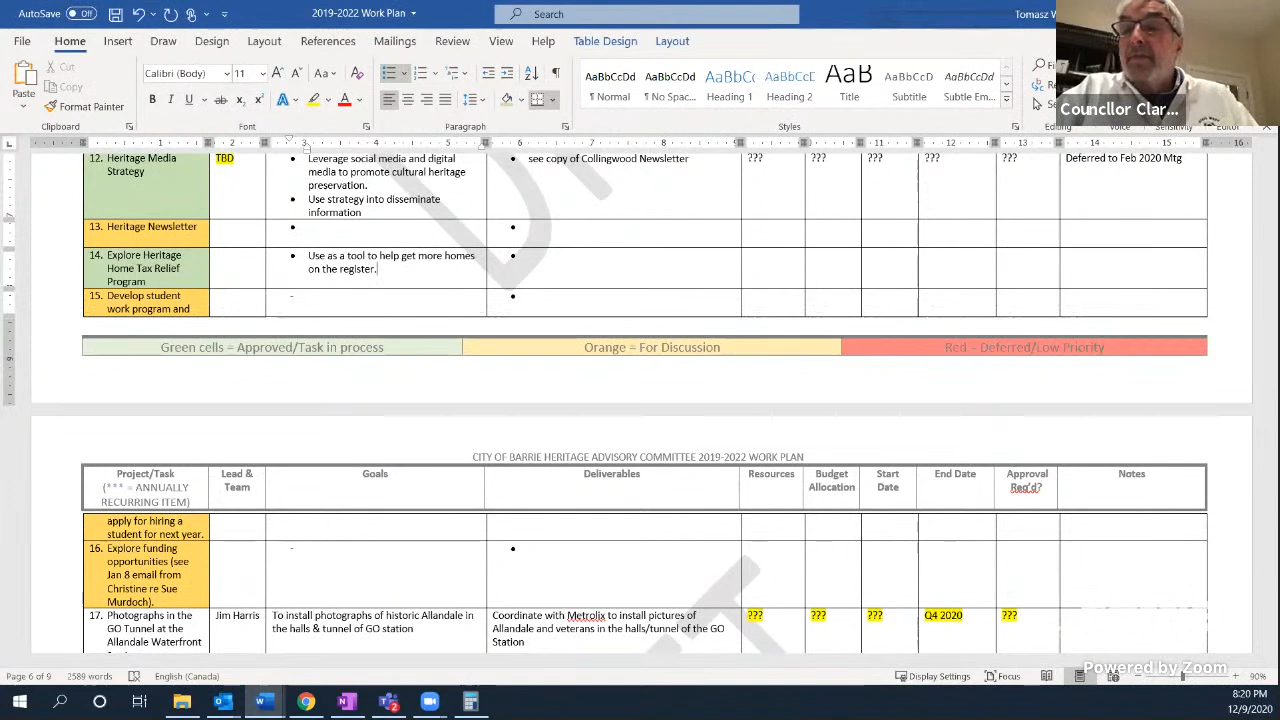 2019-2022 Work Plan
Search
Tomasz
File Home Insert Draw Design Layout References Mailings Review View Help Table Design Layout
Paste
Cut
Copy
Format Painter
Clipboard
Calibri (Body) 11
Font
Paragraph
AaBbCcDd AaBbCcDd AaBbCc AaBbCcC AaB AaBbCcD AaBbCcDd
¶ Normal ¶ No Spac... Heading 1 Heading 2 Title Subtitle Subtle Em...
Styles
Editing
Voice
Councllor Clar...
12. Heritage Media
Strategy
TBD
• Leverage social media and digital
media to promote cultural heritage
preservation.
• Use strategy into disseminate
information
• see copy of Collingwood Newsletter
??? ??? ??? ??? ???
Deferred to Feb 2020 Mtg
13. Heritage Newsletter
14. Explore Heritage
Home Tax Relief
Program
• Use as a tool to help get more homes
on the register.
15. Develop student
work program and
Green cells = Approved/Task in process
Orange = For Discussion
Red = Deferred/Low Priority
CITY OF BARRIE HERITAGE ADVISORY COMMITTEE 2019-2022 WORK PLAN
Project/Task
(*** = ANNUALLY
RECURRING ITEM)
Lead &
Team
Goals
Deliverables
Resources
Budget
Allocation
Start
Date
End Date
Approval
Req'd?
Notes
apply for hiring a
student for next year.
16. Explore funding
opportunities (see
Jan 8 email from
Christine re Sue
Murdoch).
17. Photographs in the
GO Tunnel at the
Allandale Waterfront
Jim Harris
To install photographs of historic Allandale in
the halls & tunnel of GO station
Coordinate with Metrolix to install pictures of
Allandale and veterans in the halls/tunnel of the GO
Station
??? ??? ??? Q4 2020 ???
Powered by Zoom
Page 6 of 9 2589 words English (Canada) Display Settings Focus 90%
8:20 PM
12/9/2020